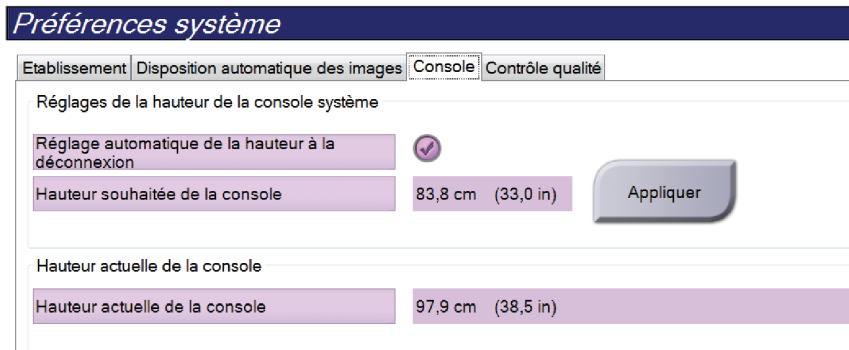 Préférences système
Etablissement Disposition automatique des images Console Contrôle qualité
Réglages de la hauteur de la console système
Réglage automatique de la hauteur à la
déconnexion
Hauteur souhaitée de la console 83,8 cm (33,0 in) Appliquer
Hauteur actuelle de la console
Hauteur actuelle de la console 97,9 cm (38,5 in)